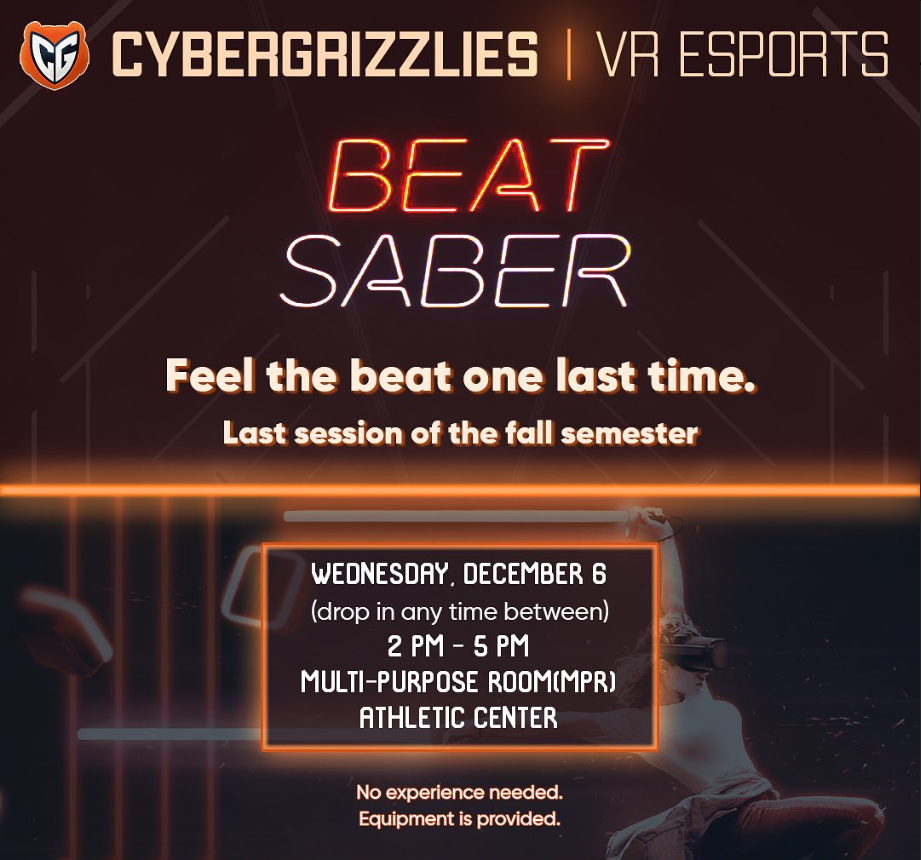 CG
CYBERGRIZZLIES | VR ESPORTS
BEAT
SABER
Feel the beat one last time.
Last session of the fall semester
WEDNESDAY, DECEMBER 6
(drop in any time between)
2 PM - 5 PM
MULTI-PURPOSE ROOM(MPR)
ATHLETIC CENTER
No experience needed.
Equipment is provided.